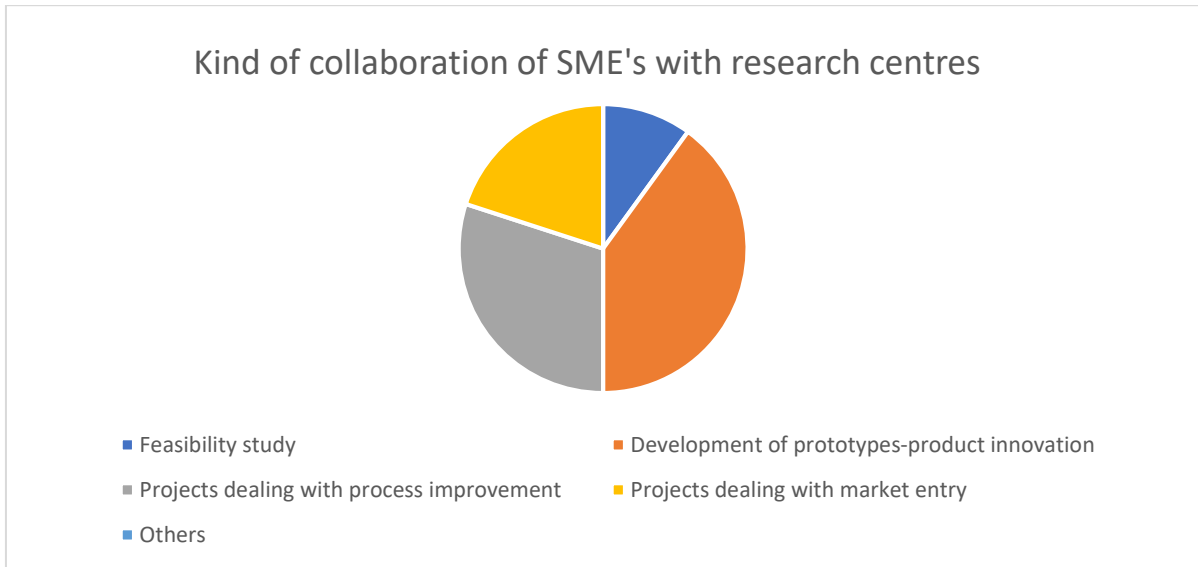 Kind of collaboration of SME's with research centres
Feasibility study
Development of prototypes-product innovation
Projects dealing with process improvement
Projects dealing with market entry
Others